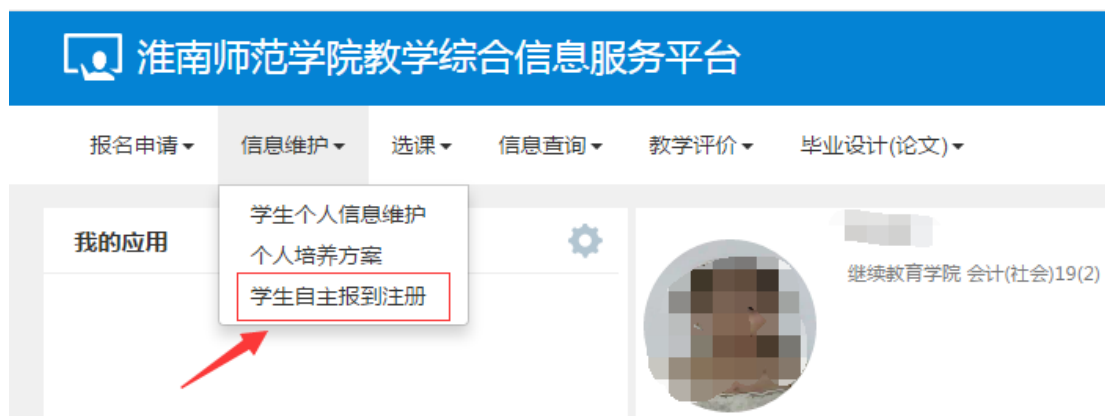 淮南师范学院教学综合信息服务平台
报名申请 信息维护 选课 信息查询 教学评价 毕业设计(论文)
学生个人信息维护
个人培养方案
学生自主报到注册
我的应用
继续教育学院 会计(社会)19(2)